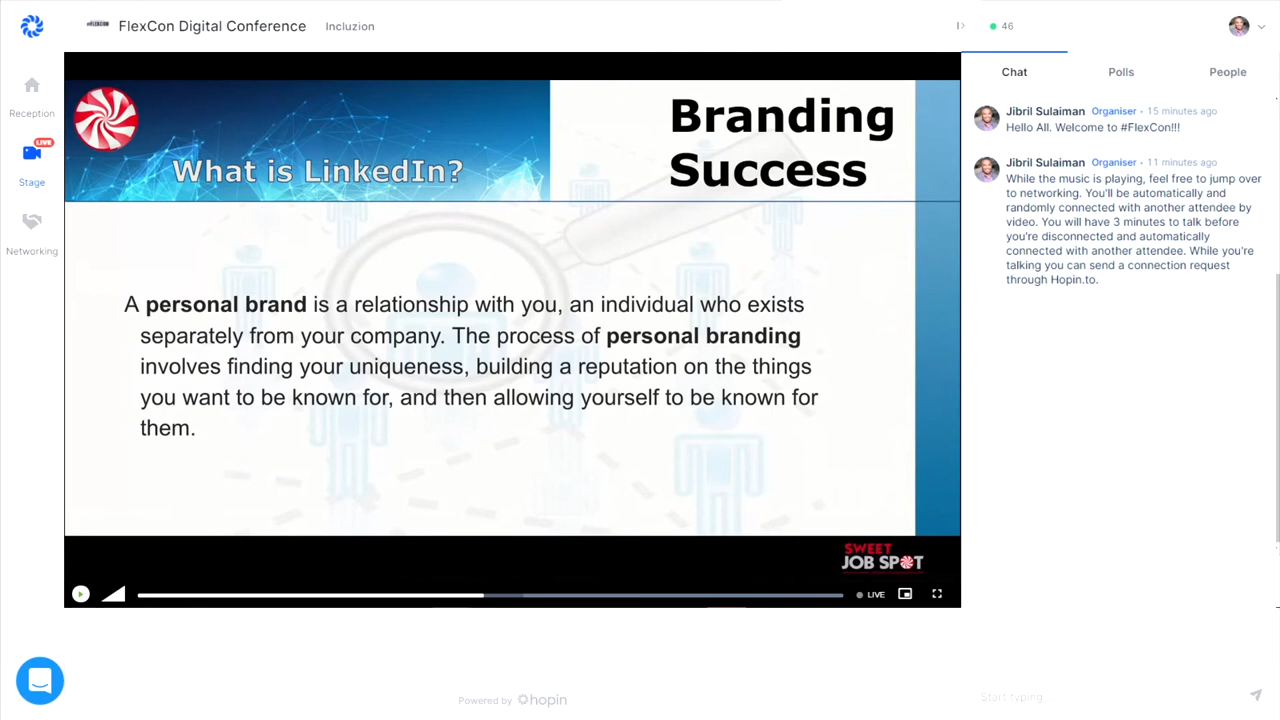 #FLEXCON
FlexCon Digital Conference
Incluzion
46
Reception
LIVE
Stage
Networking
What is LinkedIn?
Branding
Success
A personal brand is a relationship with you, an individual who exists
separately from your company. The process of personal branding
involves finding your uniqueness, building a reputation on the things
you want to be known for, and then allowing yourself to be known for
them.
SWEET
JOB SPOT
LIVE
Chat
Polls
People
Jibril Sulaiman Organiser • 15 minutes ago
Hello All. Welcome to #FlexCon!!!
Jibril Sulaiman Organiser • 11 minutes ago
While the music is playing, feel free to jump over
to networking. You'll be automatically and
randomly connected with another attendee by
video. You will have 3 minutes to talk before
you're disconnected and automatically
connected with another attendee. While you're
talking you can send a connection request
through Hopin.to.
Powered by hopin
Start typing